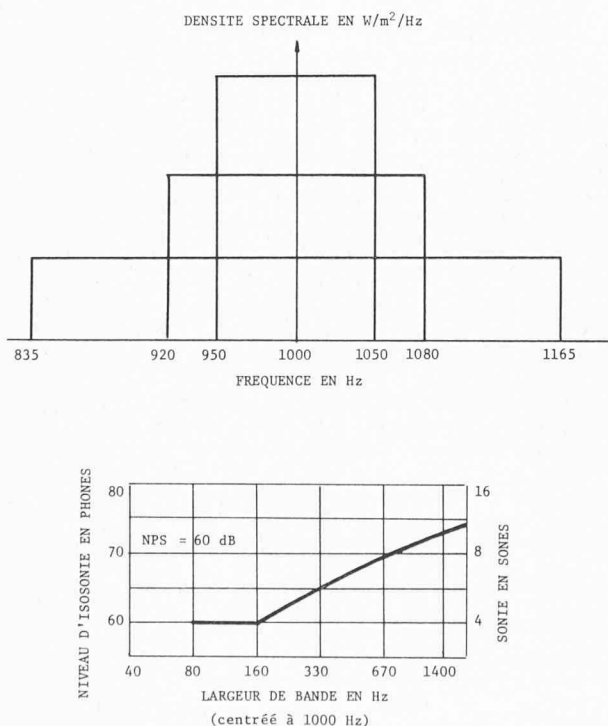 DENSITE SPECTRALE EN W/m²/Hz
835 920 950 1000 1050 1080 1165
FREQUENCE EN Hz
NIVEAU D'ISOSONIE EN PHONES
80
70
60
NPS = 60 dB
16
8
4
SONIE EN SONES
40 80 160 330 670 1400
LARGEUR DE BANDE EN Hz
(centréé à 1000 Hz)